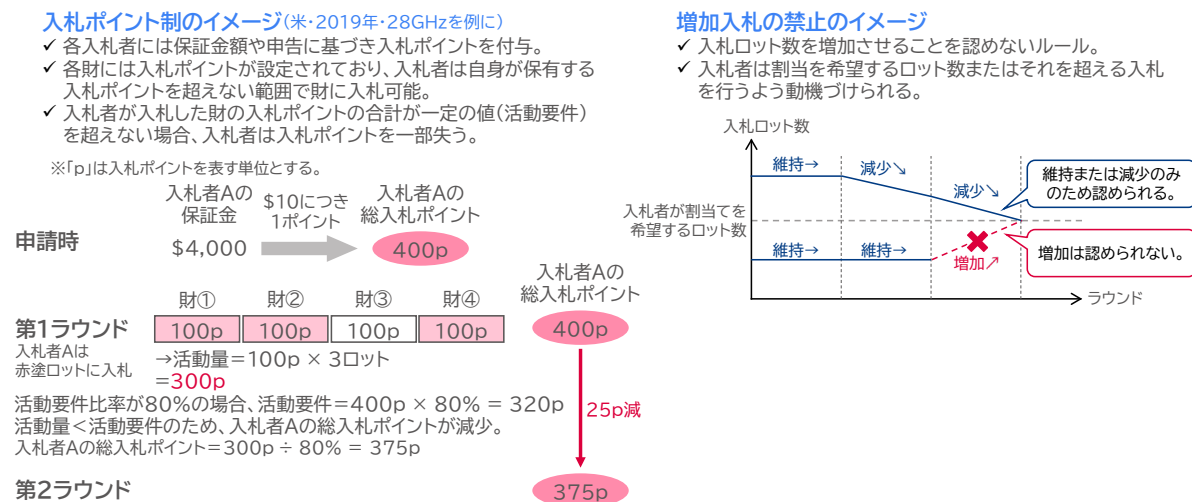 入札ポイント制のイメージ(米・2019年・28GHzを例に)
✓ 各入札者には保証金額や申告に基づき入札ポイントを付与。
✓ 各財には入札ポイントが設定されており、入札者は自身が保有する
入札ポイントを超えない範囲で財に入札可能。
✓ 入札者が入札した財の入札ポイントの合計が一定の値(活動要件)
を超えない場合、入札者は入札ポイントを一部失う。
※「p」は入札ポイントを表す単位とする。
入札者Aの
保証金
$10につき
1ポイント
入札者Aの
総入札ポイント
申請時
$4,000
400p
入札者Aの
総入札ポイント
財① 財② 財③ 財④
第1ラウンド
100p 100p 100p 100p
400p
入札者Aは
赤塗ロットに入札
→活動量=100p × 3ロット
=300p
活動要件比率が80%の場合、活動要件=400p × 80% = 320p
25p減
活動量<活動要件のため、入札者Aの総入札ポイントが減少。
入札者Aの総入札ポイント=300p ÷ 80% = 375p
第2ラウンド
375p
増加入札の禁止のイメージ
✓ 入札ロット数を増加させることを認めないルール。
✓ 入札者は割当を希望するロット数またはそれを超える入札
を行うよう動機づけられる。
入札ロット数
維持→
減少↘
減少↘
維持または減少のみ
のため認められる。
入札者が割当てを
希望するロット数
維持→
維持→
増加↗
増加は認められない。
ラウンド